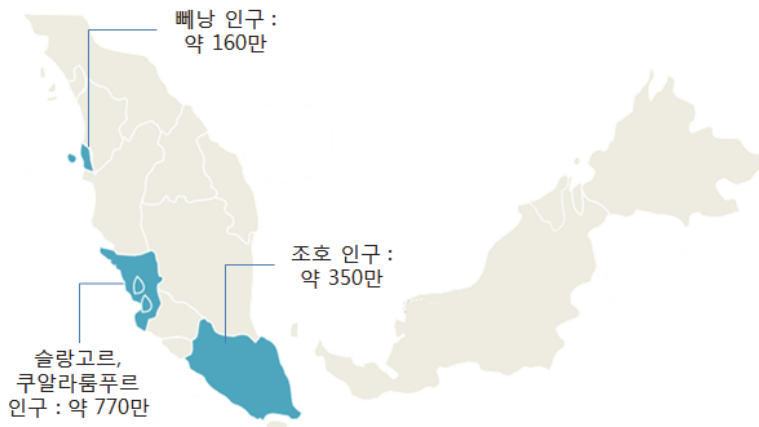 뻬낭 인구 :
약 160만
조호 인구 :
약 350만
슬랑고르,
쿠알라룸푸르
인구 : 약 770만